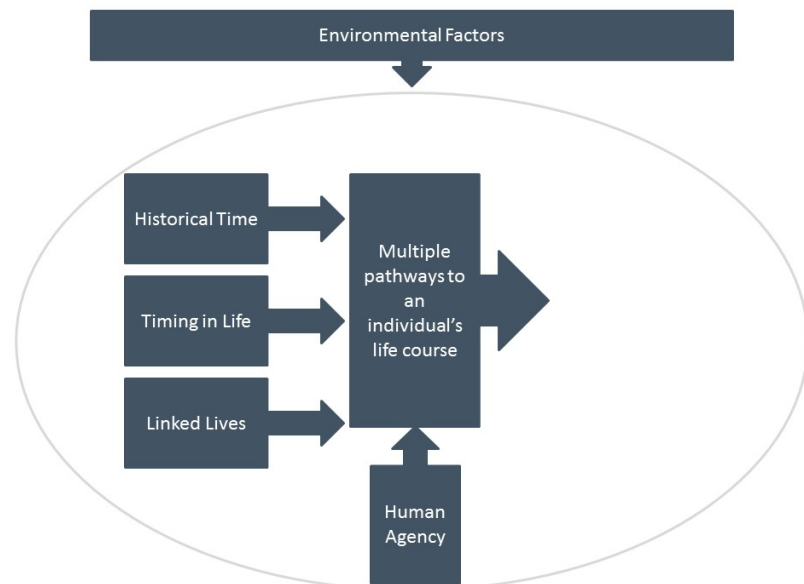 Environmental Factors
Historical Time
Timing in Life
Linked Lives
Multiple
pathways to
an
individual’s
life course
Human
Agency